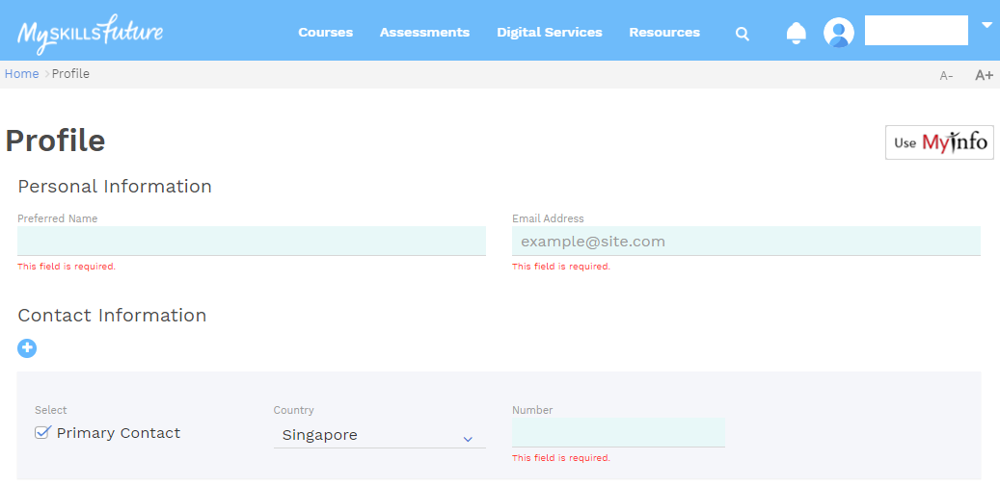 MySKILLSfuture
Courses Assessments Digital Services Resources
Home > Profile A- A+
Profile
Use Myinfo
Personal Information
Preferred Name Email Address
example@site.com
This field is required. This field is required.
Contact Information
Select Country Number
Primary Contact Singapore
This field is required.